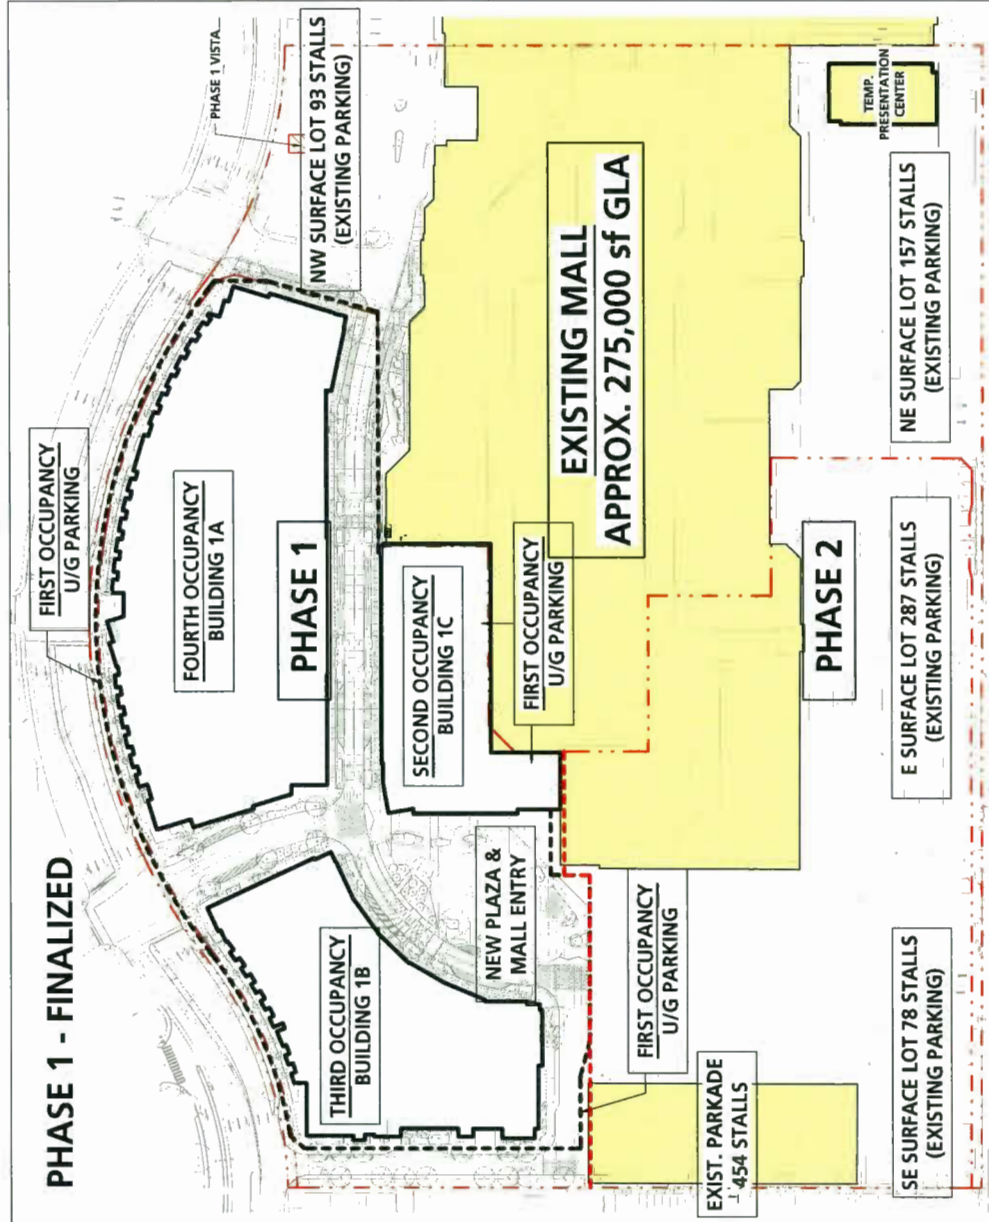 PHASE 1 - FINALIZED
FIRST OCCUPANCY
U/G PARKING
PHASE 1 VISTA
NW SURFACE LOT 93 STALLS
(EXISTING PARKING)
FOURTH OCCUPANCY
BUILDING 1A
PHASE 1
THIRD OCCUPANCY
BUILDING 1B
SECOND OCCUPANCY
BUILDING 1C
NEW PLAZA &
MALL ENTRY
FIRST OCCUPANCY
U/G PARKING
EXISTING MALL
APPROX. 275,000 sf GLA
FIRST OCCUPANCY
U/G PARKING
EXIST. PARKADE
454 STALLS
PHASE 2
TEMP.
PRESENTATION
CENTER
SE SURFACE LOT 78 STALLS
(EXISTING PARKING)
E SURFACE LOT 287 STALLS
(EXISTING PARKING)
NE SURFACE LOT 157 STALLS
(EXISTING PARKING)